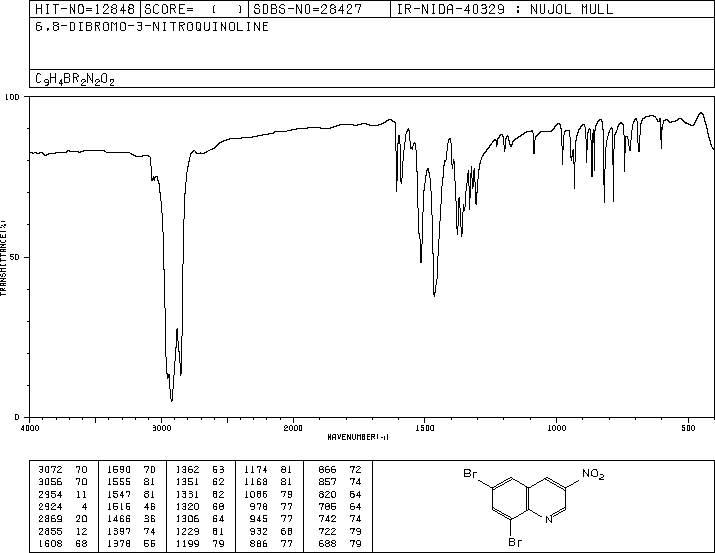 HIT-NO=12848 SCORE= ( ) SDBS-NO=28427 IR-NIDA-40329 : NUJOL MULL
6,8-DIBROMO-3-NITROQUINOLINE
C9H4BR2N2O2
100
50
0
TRANSMITTANCE(%)
4000 3000 2000 1500 1000 500
WAVENUMBER(-1)
3072 70 1590 70 1362 53 1174 81 866 72
3056 70 1555 81 1351 62 1168 81 857 74
2954 11 1547 81 1331 82 1086 79 820 64
2924 4 1516 46 1320 68 978 77 785 64
2869 20 1466 36 1306 64 945 77 742 74
2855 12 1397 74 1229 81 932 68 722 79
1608 68 1378 55 1199 79 886 77 688 79
Br
NO2
N
Br